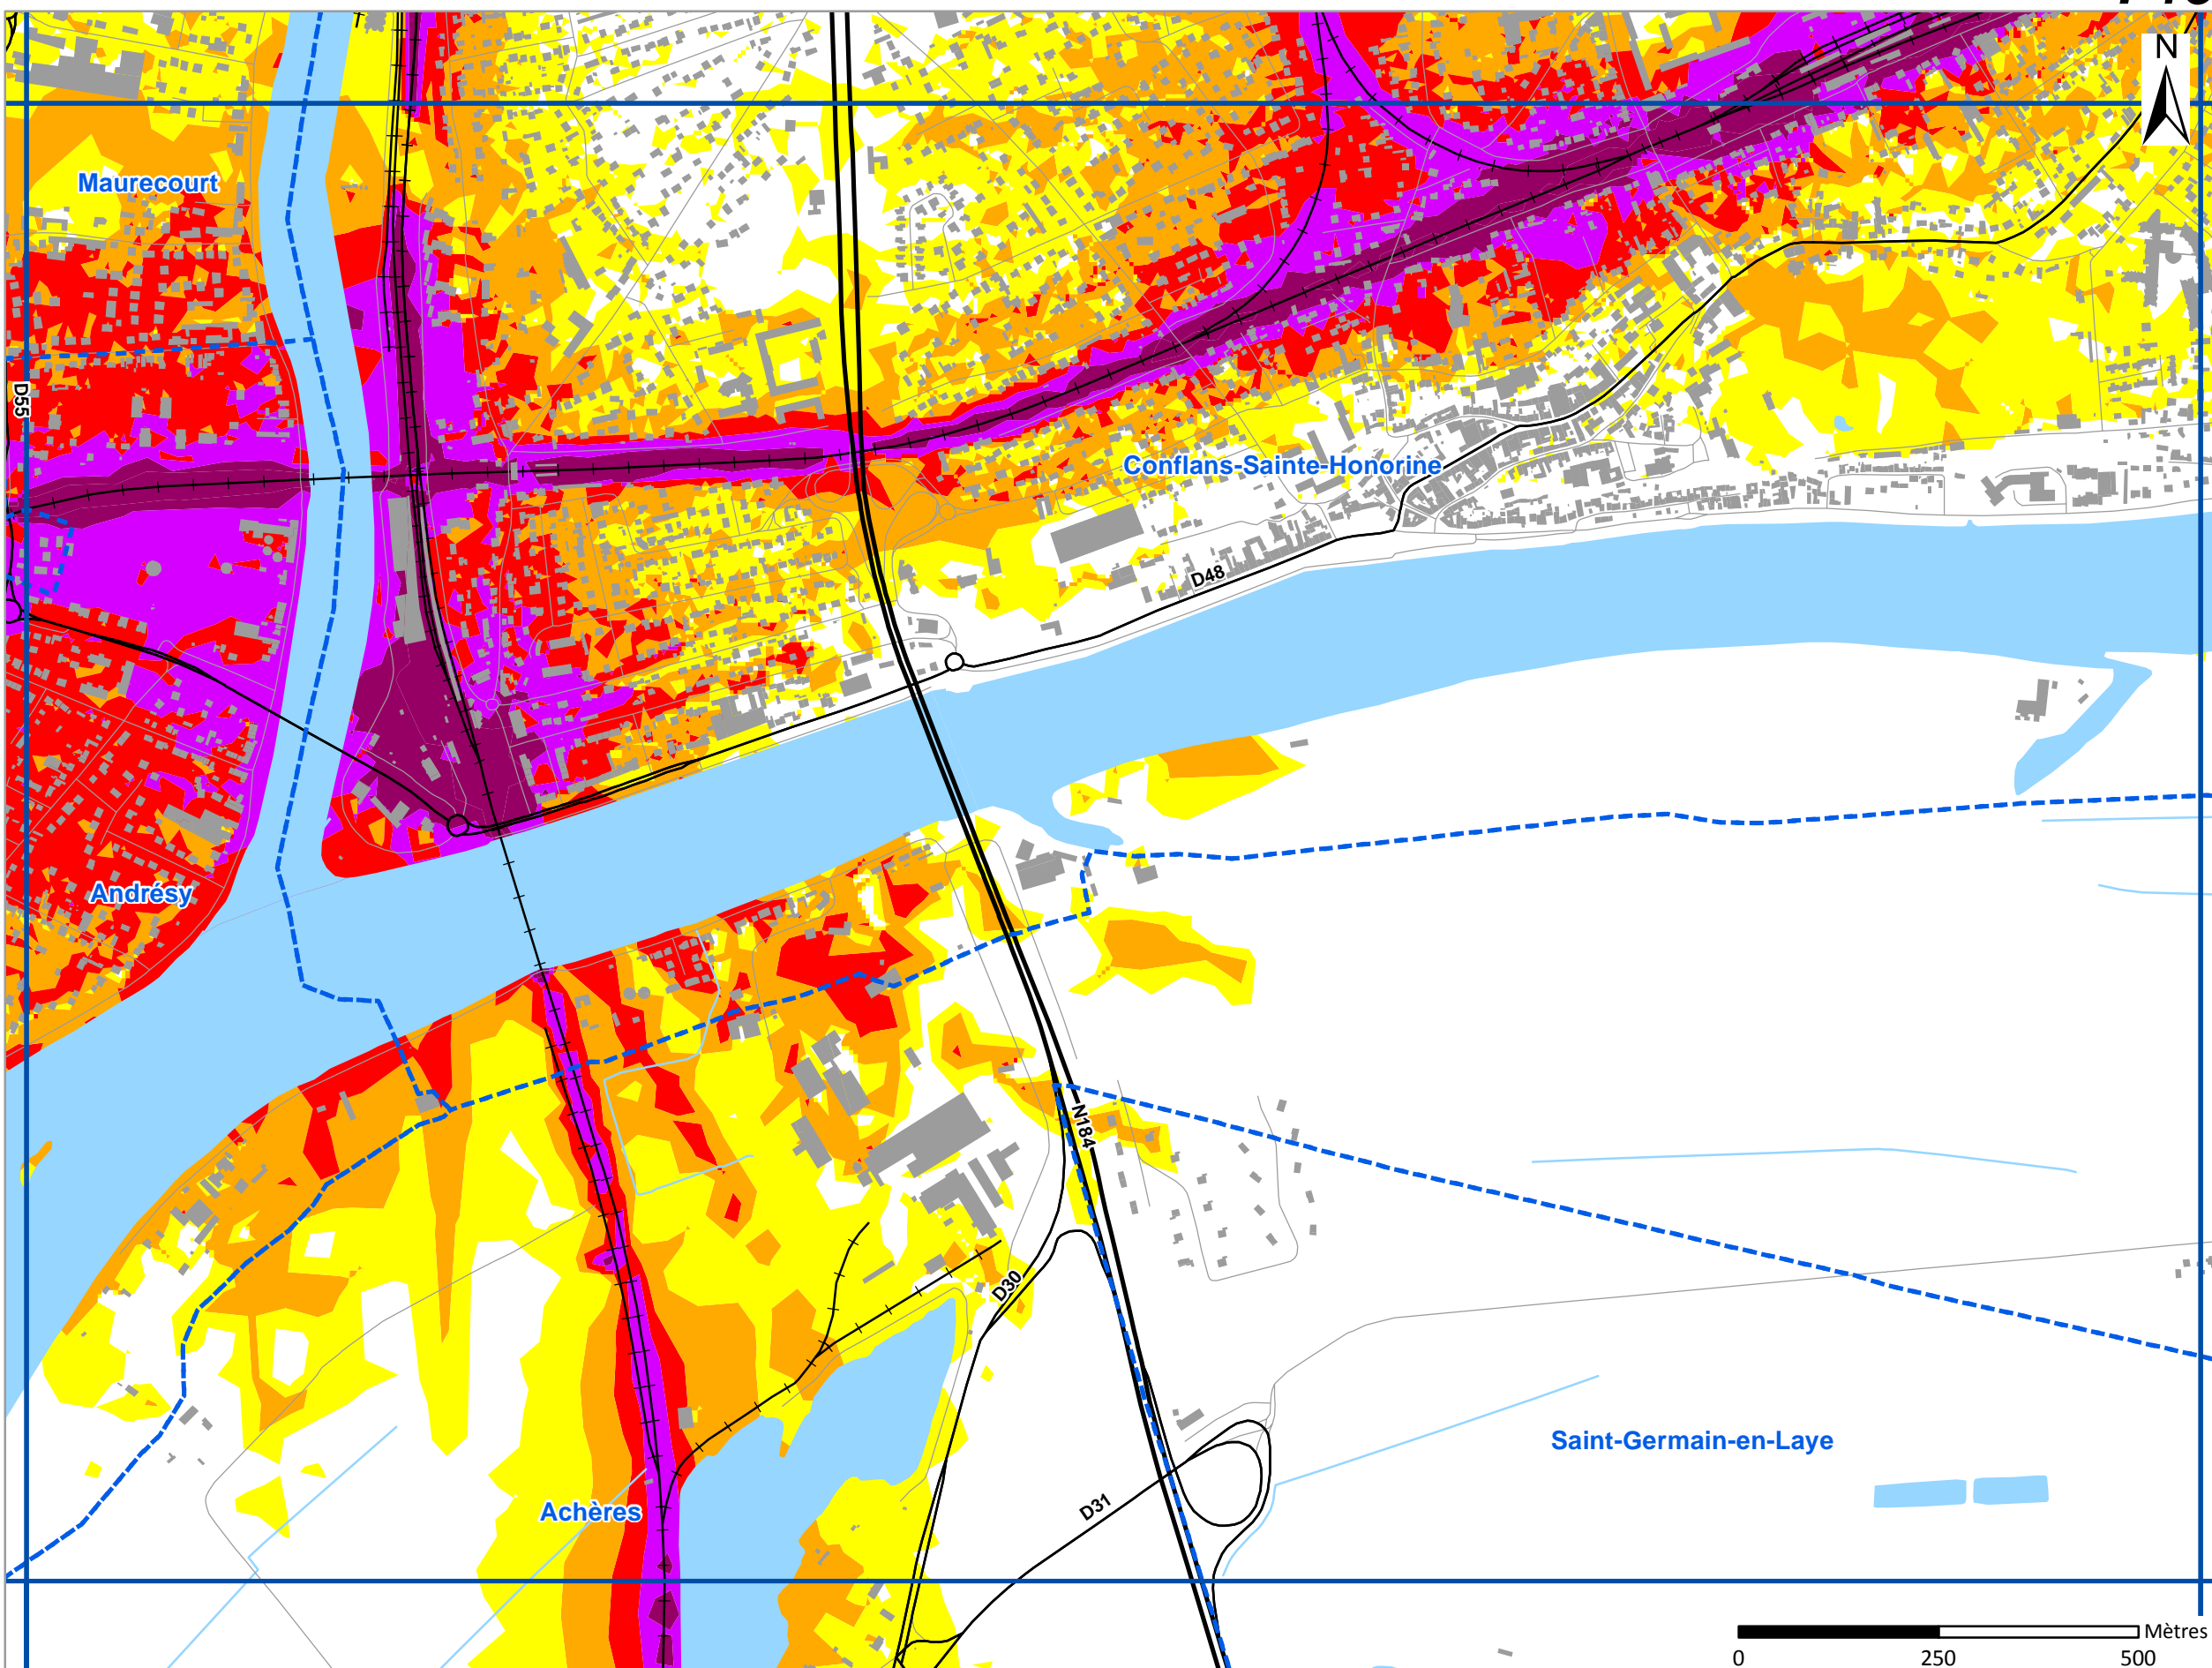 N
Maurecourt
D55
Conflans-Sainte-Honorine
D48
Andrésy
N184
D30
Saint-Germain-en-Laye
D31
Achères
Mètres
0 250 500